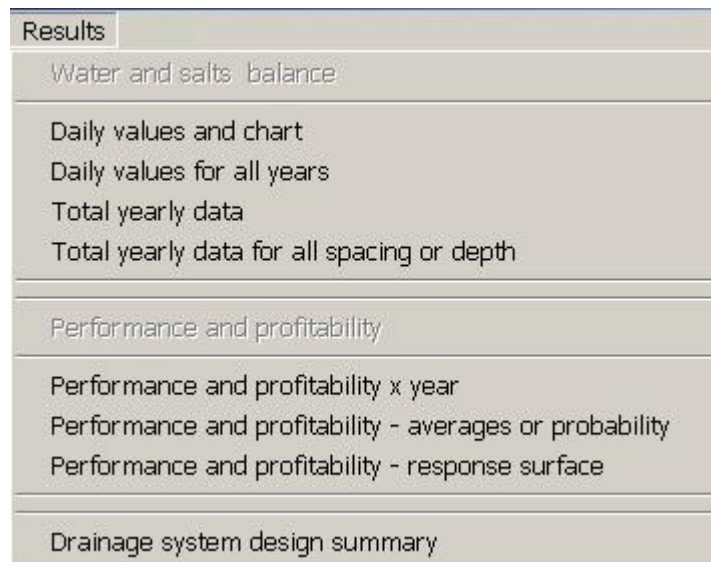 Results
Water and salts balance
Daily values and chart
Daily values for all years
Total yearly data
Total yearly data for all spacing or depth
Performance and profitability
Performance and profitability x year
Performance and profitability - averages or probability
Performance and profitability - response surface
Drainage system design summary